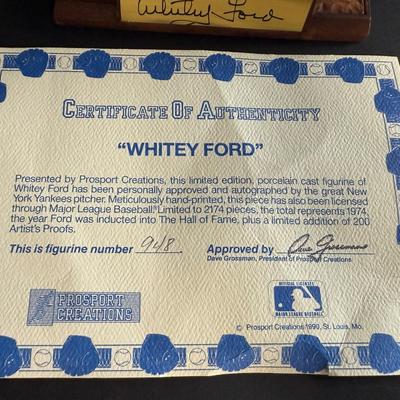 Whitey Ford
CERTIFICATE OF AUTHENTICITY
"WHITEY FORD"
Presented by Prosport Creations, this limited edition, porcelain cast figurine of
Whitey Ford has been personally approved and autographed by the great New
York Yankees pitcher. Meticulously hand-printed, this piece has also been licensed
through Major League Baseball.® Limited to 2174 pieces, the total represents 1974,
the year Ford was inducted into The Hall of Fame, plus a limited addition of 200
Artist's Proofs.
This is figurine number 948. Approved by Dave Grossman
Dave Grossman, President of Prosport Creations
PROSPORT
CREATIONS
OFFICIAL LICENSEE
MAJOR LEAGUE BASEBALL
© Prosport Creations 1990, St. Louis, Mo.